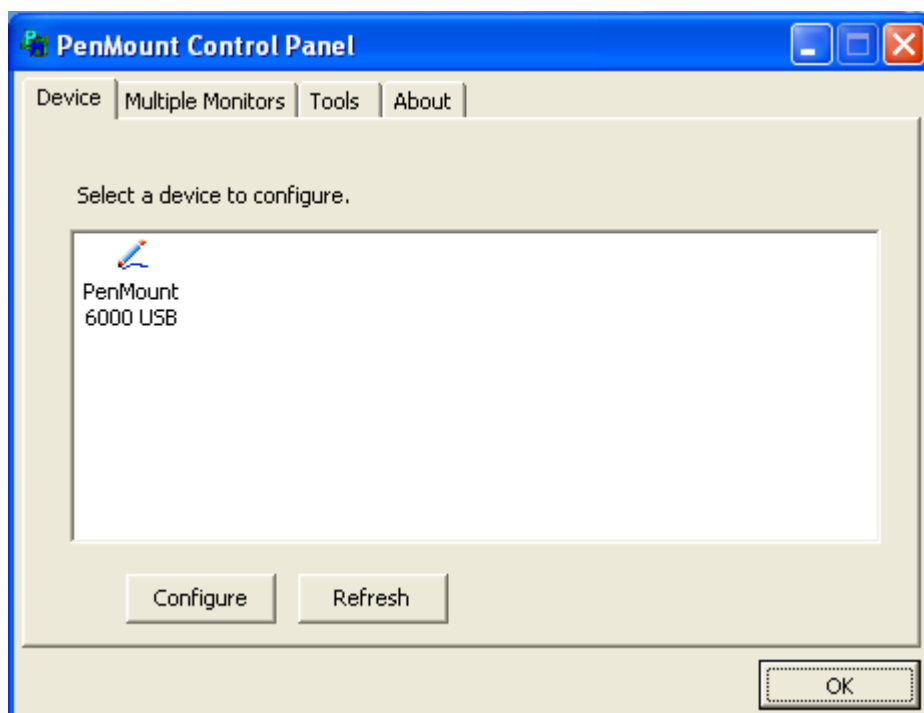 PenMount Control Panel
Device Multiple Monitors Tools About
Select a device to configure.
PenMount
6000 USB
Configure Refresh
OK